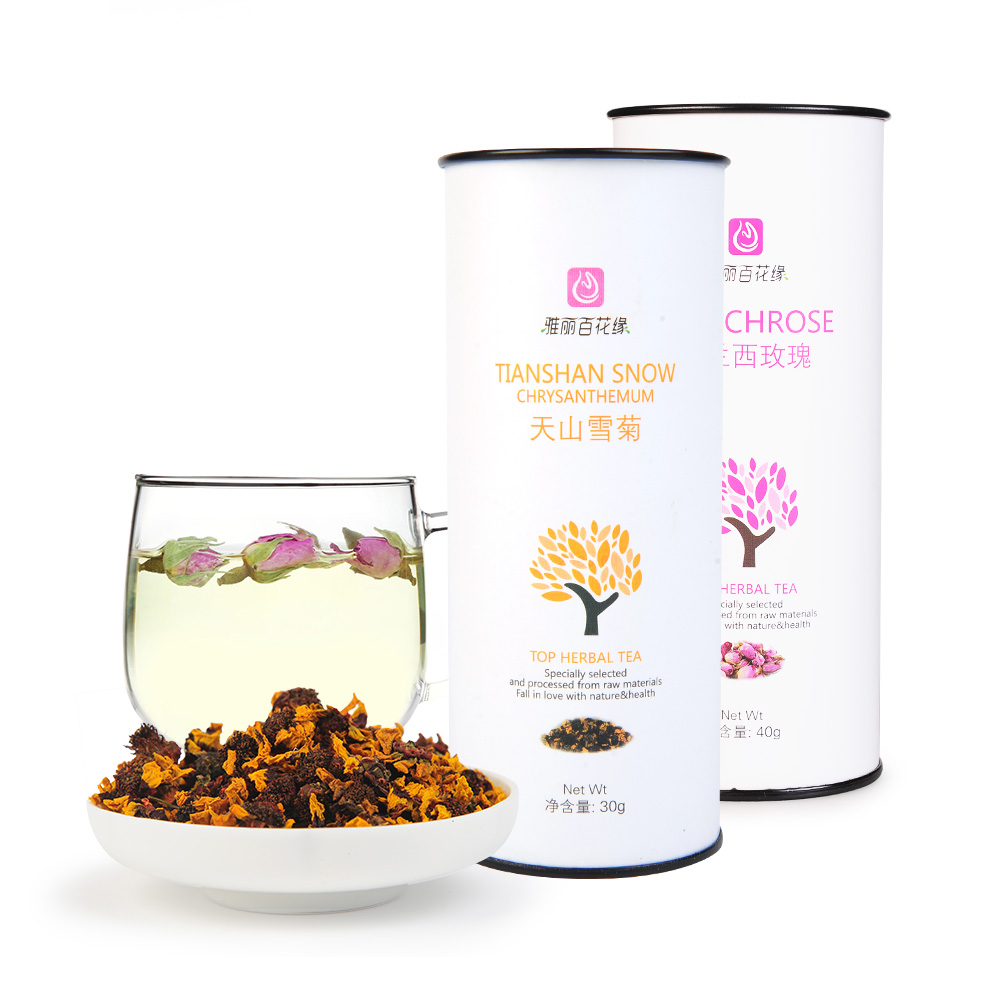 雅丽百花缘
TIANSHAN SNOW
CHRYSANTHEMUM
天山雪菊
TOP HERBAL TEA
Specially selected
and processed from raw materials
Fall in love with nature&health
Net Wt
净含量: 30g
丽百花缘
CHROSE
西玫瑰
HERBAL TEA
selected
from raw materials
with nature&health
Net Wt
含量: 40g